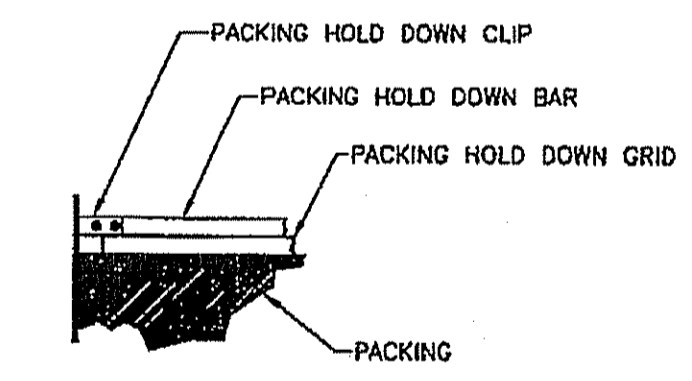 PACKING HOLD DOWN CLIP
PACKING HOLD DOWN BAR
PACKING HOLD DOWN GRID
PACKING